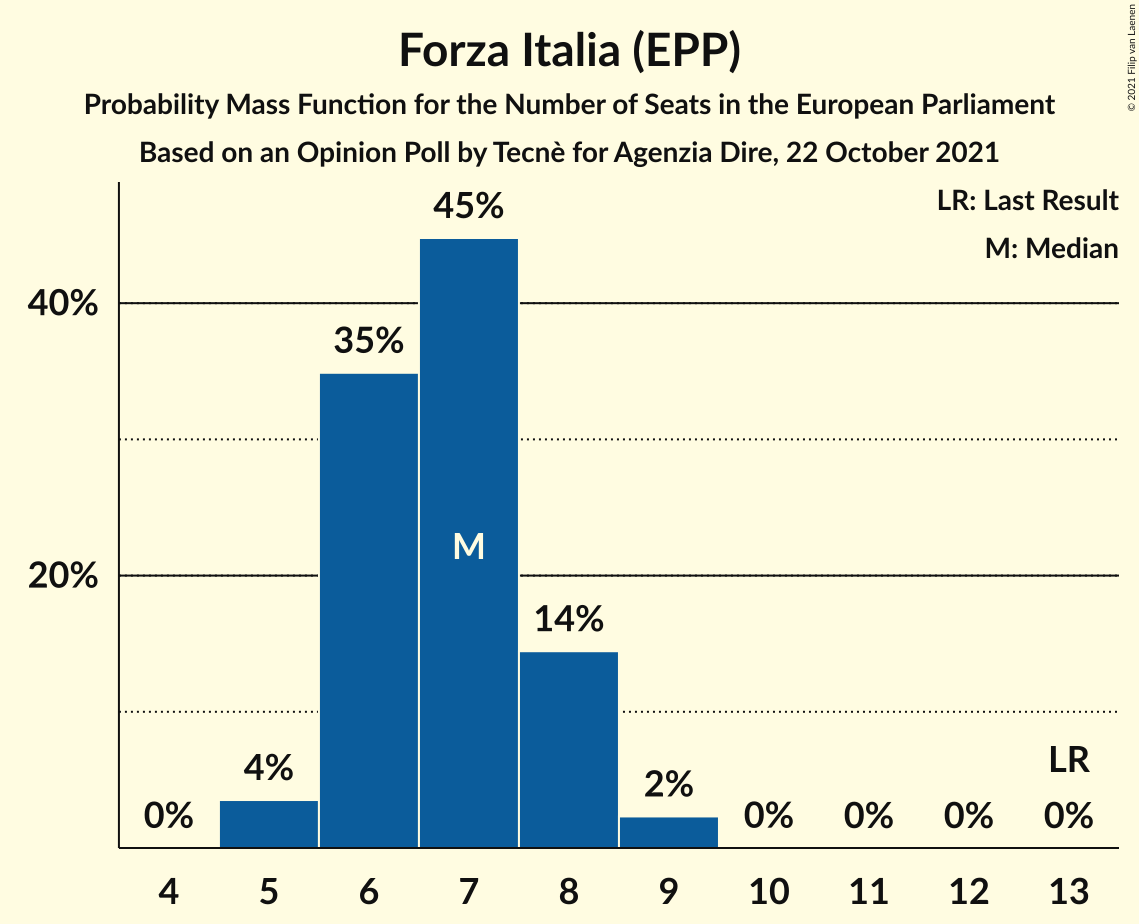 Forza Italia (EPP)
Probability Mass Function for the Number of Seats in the European Parliament
Based on an Opinion Poll by Tecnè for Agenzia Dire, 22 October 2021
© 2021 Filip van Laenen
LR: Last Result
M: Median
40%
20%
0%
4%
35%
45%
M
14%
2%
0%
0%
0%
LR
0%
4 5 6 7 8 9 10 11 12 13